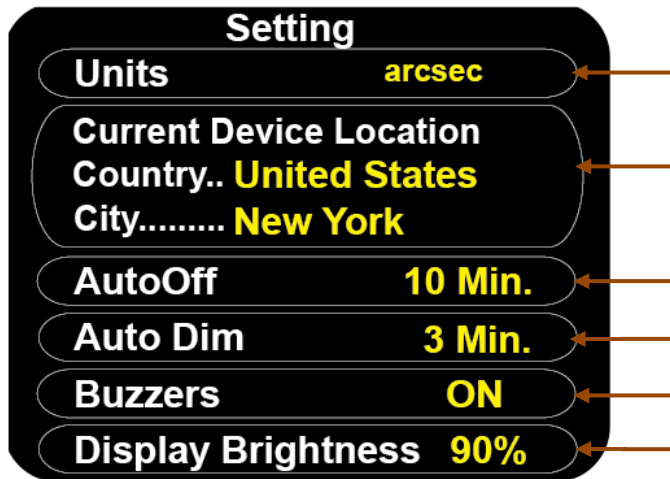 Setting
Units arcsec
Current Device Location
Country.. United States
City......... New York
AutoOff 10 Min.
Auto Dim 3 Min.
Buzzers ON
Display Brightness 90%